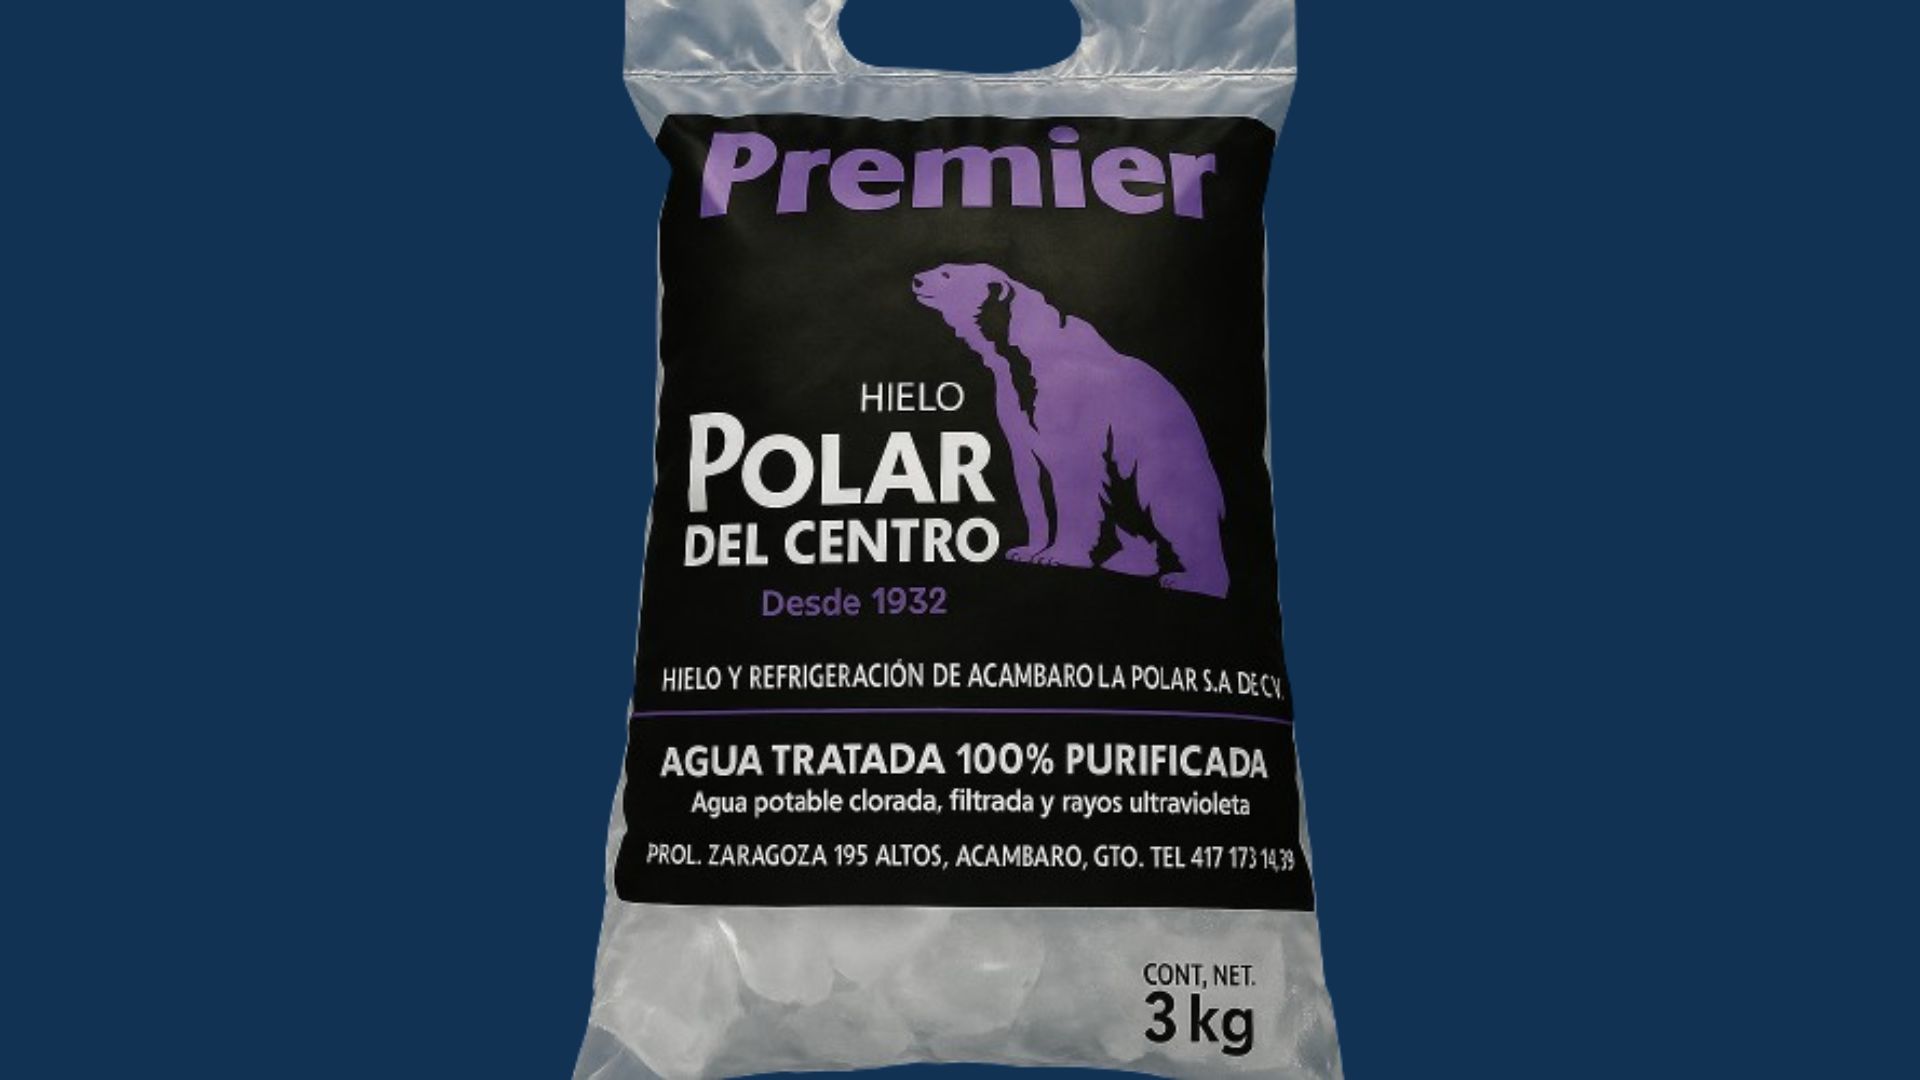 Premier
HIELO
POLAR
DEL CENTRO
Desde 1932
HIELO Y REFRIGERACIÓN DE ACAMBARO LA POLAR S.A DE C.V.
AGUA TRATADA 100% PURIFICADA
Agua potable clorada, filtrada y rayos ultravioleta
PROL. ZARAGOZA 195 ALTOS, ACAMBARO, GTO. TEL 417 173 14,39
CONT, NET.
3 kg